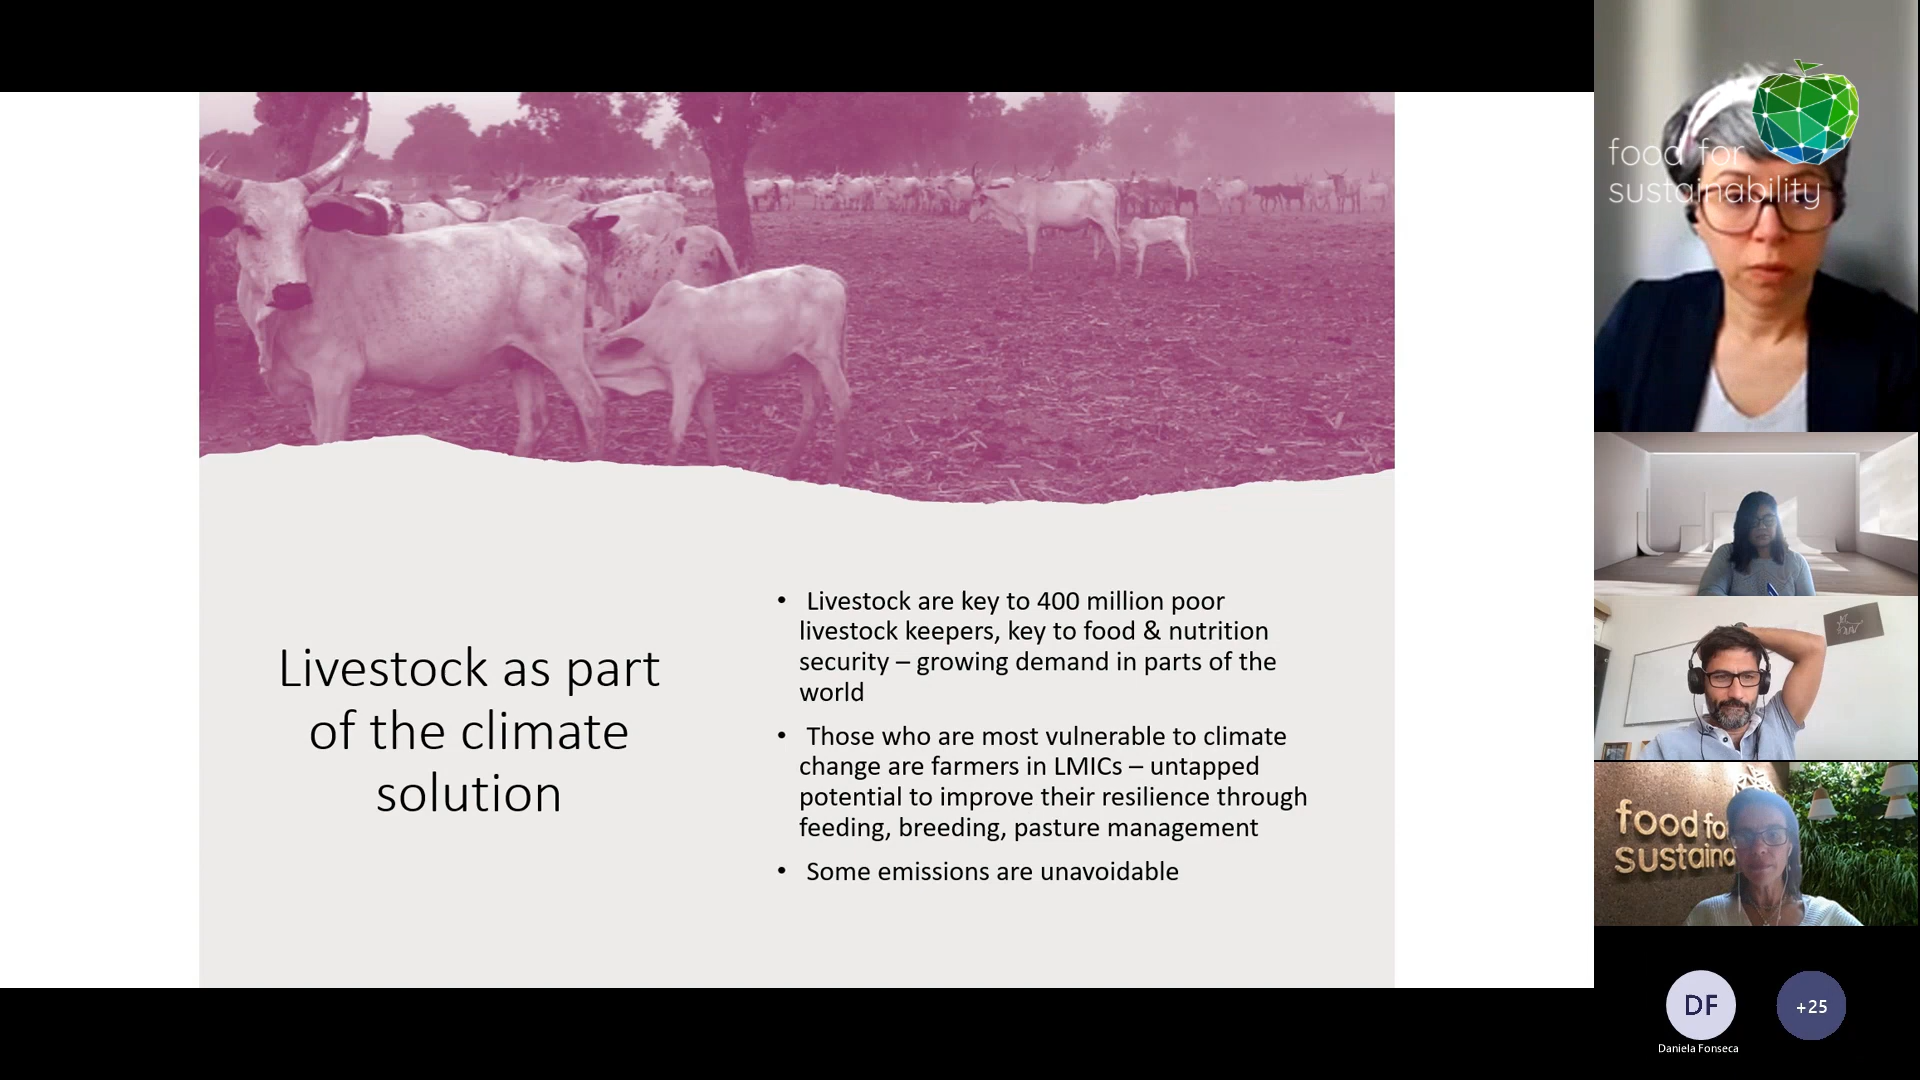 Livestock as part
of the climate
solution
• Livestock are key to 400 million poor
livestock keepers, key to food & nutrition
security – growing demand in parts of the
world
• Those who are most vulnerable to climate
change are farmers in LMICs – untapped
potential to improve their resilience through
feeding, breeding, pasture management
• Some emissions are unavoidable
food for
sustainability
food fo
sustaina
DF
Daniela Fonseca
+25